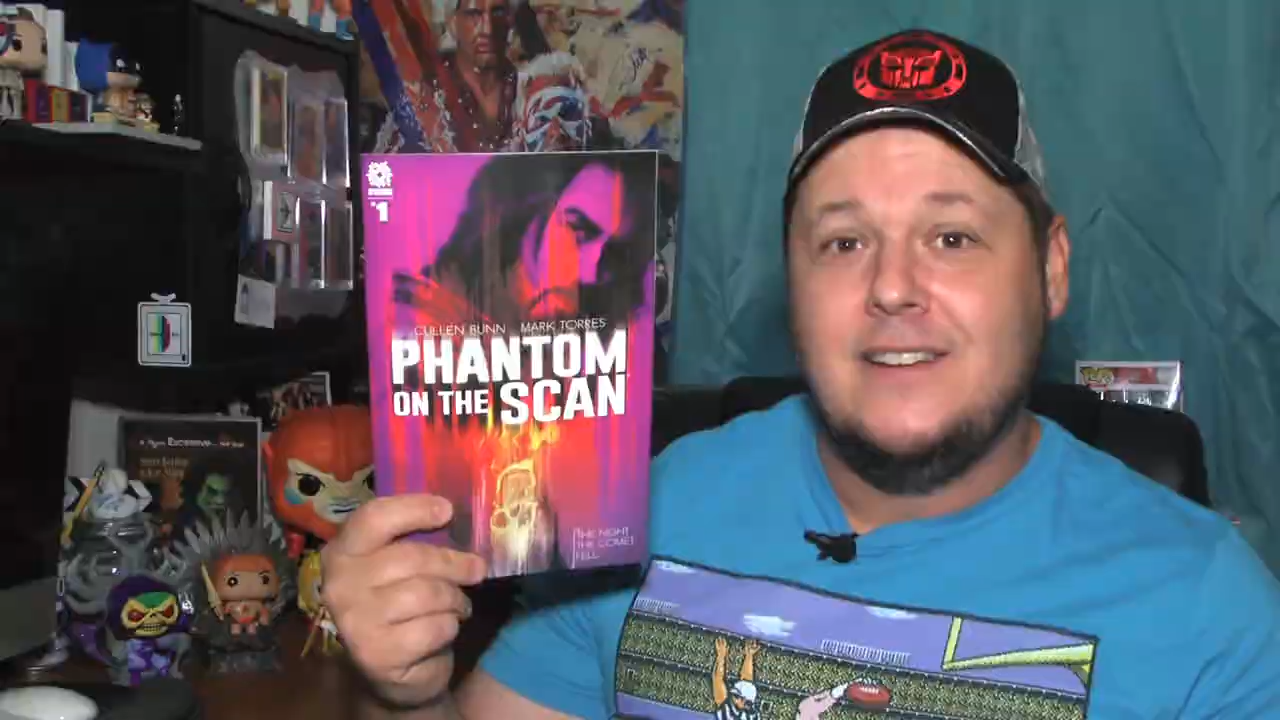 #1
CULLEN BUNN MARK TORRES
PHANTOM
ON THE SCAN
THE NIGHT
THE COMET
FELL